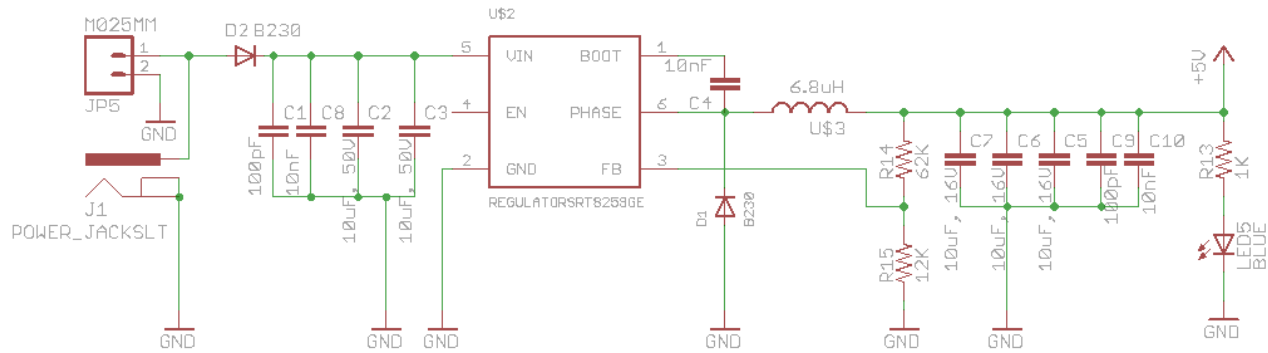 M025MM
1
2
JP5
GND
J1
POWER_JACKSLT
GND
D2 B230
C1
100pF
C8
10nF
C2
10uF, 50V
C3
10uF, 50V
GND
U$2
5 VIN
4 EN
2 GND
BOOT 1
PHASE 6
FB 3
REGULATORSRT8259GE
GND
10nF
C4
D1
B230
GND
6.8uH
U$3
R14
62K
R15
12K
GND
C7
10uF, 16V
C6
10uF, 16V
C5
10uF, 16V
C9
100pF
C10
10nF
GND
+5V
R13
1K
LED5
BLUE
GND